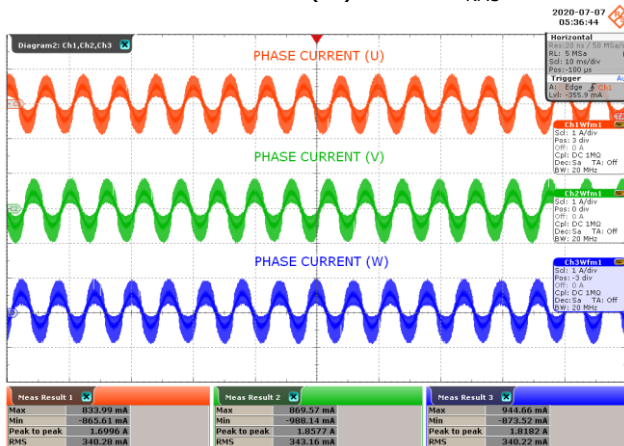 RMS
2020-07-07
05:36:44
Diagram2: Ch1,Ch2,Ch3
Horizontal
Res:20 ns / 50 MSa/s
RL: 5 MSa
Scl: 10 ms/div
Pos:-100 µs
Trigger
A: Edge Ch1
Lvl: -355.9 mA
PHASE CURRENT (U)
Ch1Wfm1
Scl: 1 A/div
Pos: 3 div
Off: 0 A
Cpl: DC 1MΩ
Dec:Sa TA: Off
BW: 20 MHz
PHASE CURRENT (V)
Ch2Wfm1
Scl: 1 A/div
Pos: 0 div
Off: 0 A
Cpl: DC 1MΩ
Dec:Sa TA: Off
BW: 20 MHz
PHASE CURRENT (W)
Ch3Wfm1
Scl: 1 A/div
Pos: -3 div
Off: 0 A
Cpl: DC 1MΩ
Dec:Sa TA: Off
BW: 20 MHz
Meas Result 1
Max 833.99 mA
Min -865.61 mA
Peak to peak 1.6996 A
RMS 340.28 mA
Meas Result 2
Max 869.57 mA
Min -988.14 mA
Peak to peak 1.8577 A
RMS 343.16 mA
Meas Result 3
Max 944.66 mA
Min -873.52 mA
Peak to peak 1.8182 A
RMS 340.22 mA